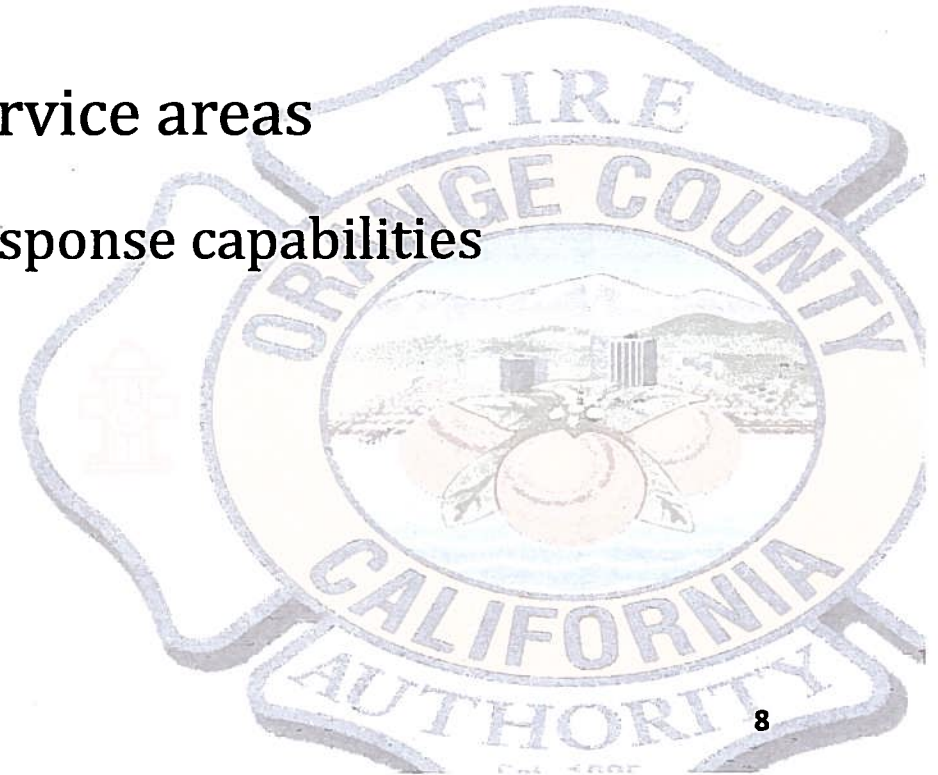 rvice areas
sponse capabilities
FIRE
ORANGE COUNTY
CALIFORNIA
AUTHORITY
8